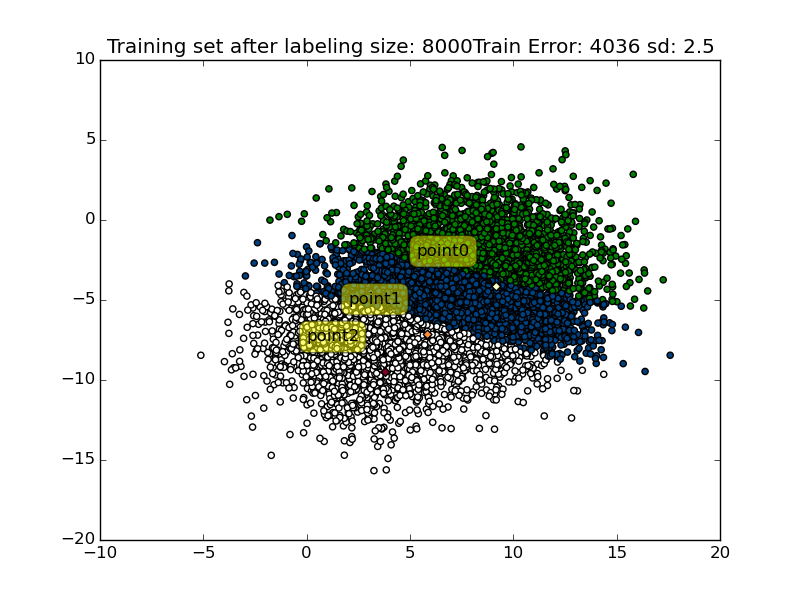 Training set after labeling size: 8000Train Error: 4036 sd: 2.5
10
5
0
−5
−10
−15
−20
point0
point1
point2
−10 −5 0 5 10 15 20